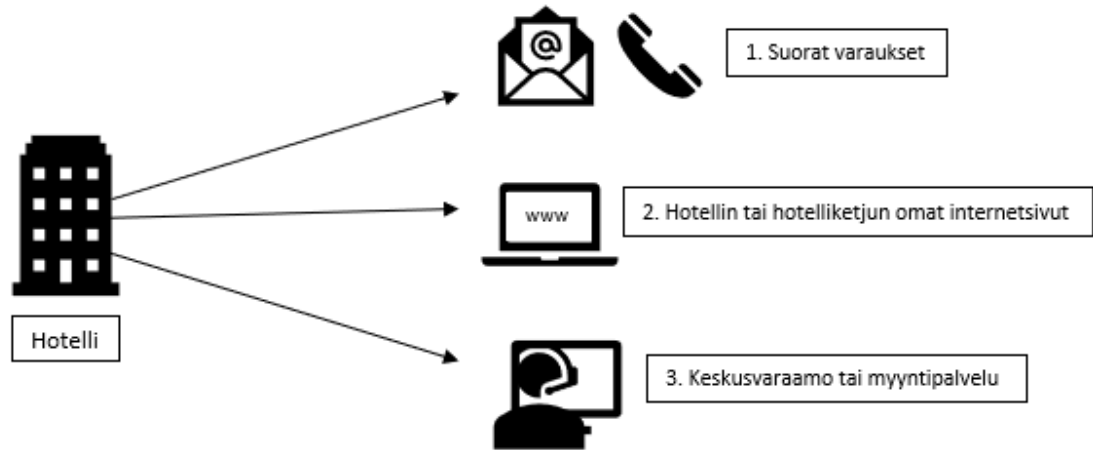 @
1. Suorat varaukset
www
2. Hotellin tai hotelliketjun omat internetsivut
Hotelli
3. Keskusvaraamo tai myyntipalvelu